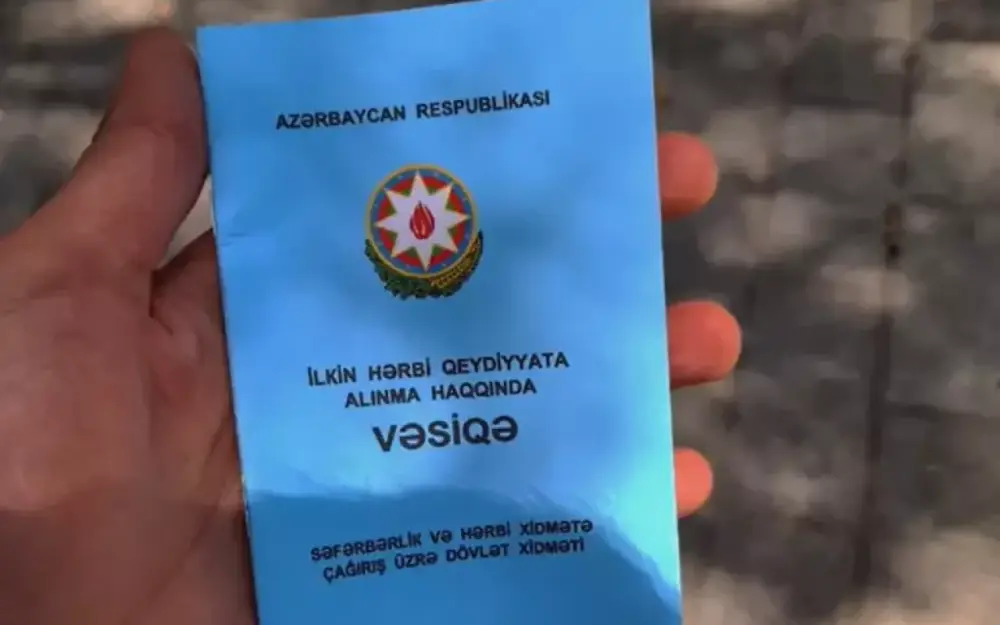 AZƏRBAYCAN RESPUBLİKASI
İLKİN HƏRBİ QEYDİYYATA
ALINMA HAQQINDA
VƏSİQƏ
SƏFƏRBƏRLİK VƏ HƏRBİ XİDMƏTƏ
ÇAĞIRIŞ ÜZRƏ DÖVLƏT XİDMƏTİ